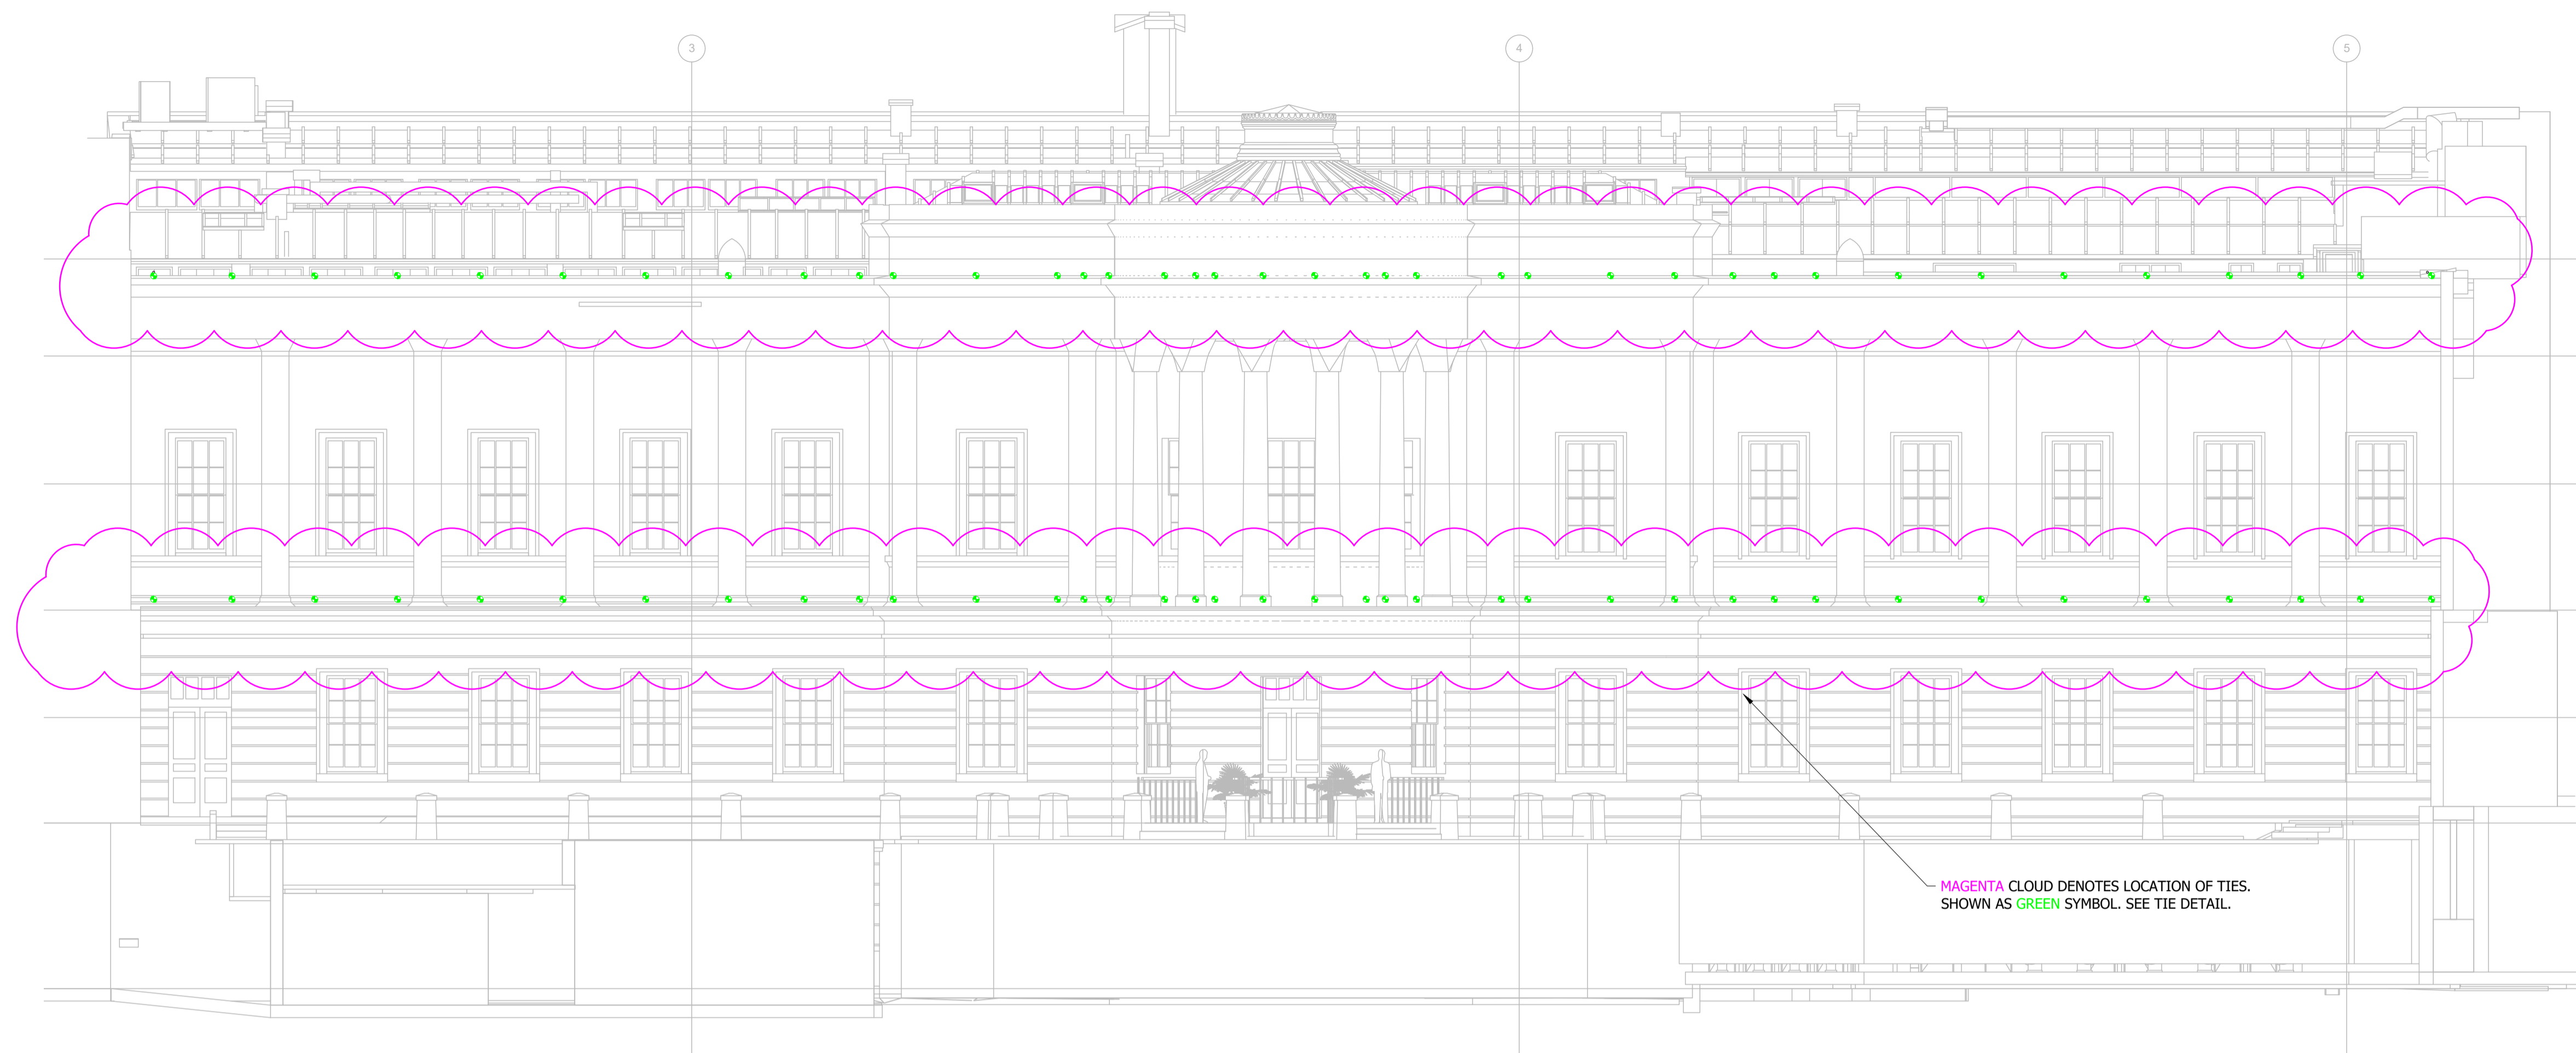 3
4
5
MAGENTA CLOUD DENOTES LOCATION OF TIES.
SHOWN AS GREEN SYMBOL. SEE TIE DETAIL.